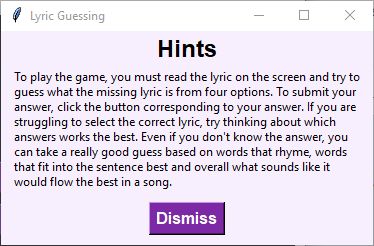 Lyric Guessing
Hints
To play the game, you must read the lyric on the screen and try to
guess what the missing lyric is from four options. To submit your
answer, click the button corresponding to your answer. If you are
struggling to select the correct lyric, try thinking about which
answers works the best. Even if you don't know the answer, you
can take a really good guess based on words that rhyme, words
that fit into the sentence best and overall what sounds like it
would flow the best in a song.
Dismiss